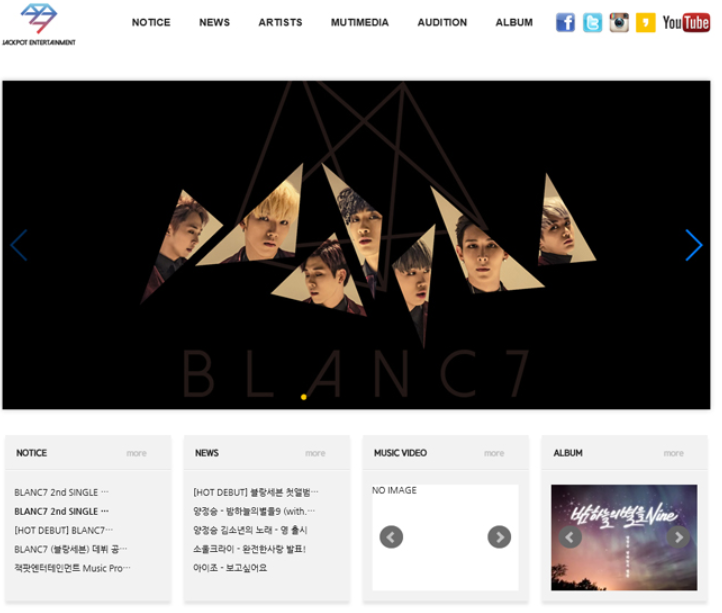 JACKPOT ENTERTAINMENT
NOTICE NEWS ARTISTS MUTIMEDIA AUDITION ALBUM You Tube
BLANC7
NOTICE more
BLANC7 2nd SINGLE ···
BLANC7 2nd SINGLE ···
[HOT DEBUT] BLANC7···
BLANC7 (블랑세븐) 데뷔 공···
잭팟엔터테인먼트 Music Pro···
NEWS more
[HOT DEBUT] 블랑세븐 첫앨범···
양정승 - 밤하늘의별을9 (with.···
양정승 김소년의 노래 - 명 출시
소울크라이 - 완전한사랑 발표!
아이조 - 보고싶어요
MUSIC VIDEO more
NO IMAGE
ALBUM more
밤하늘의 별을 Nine